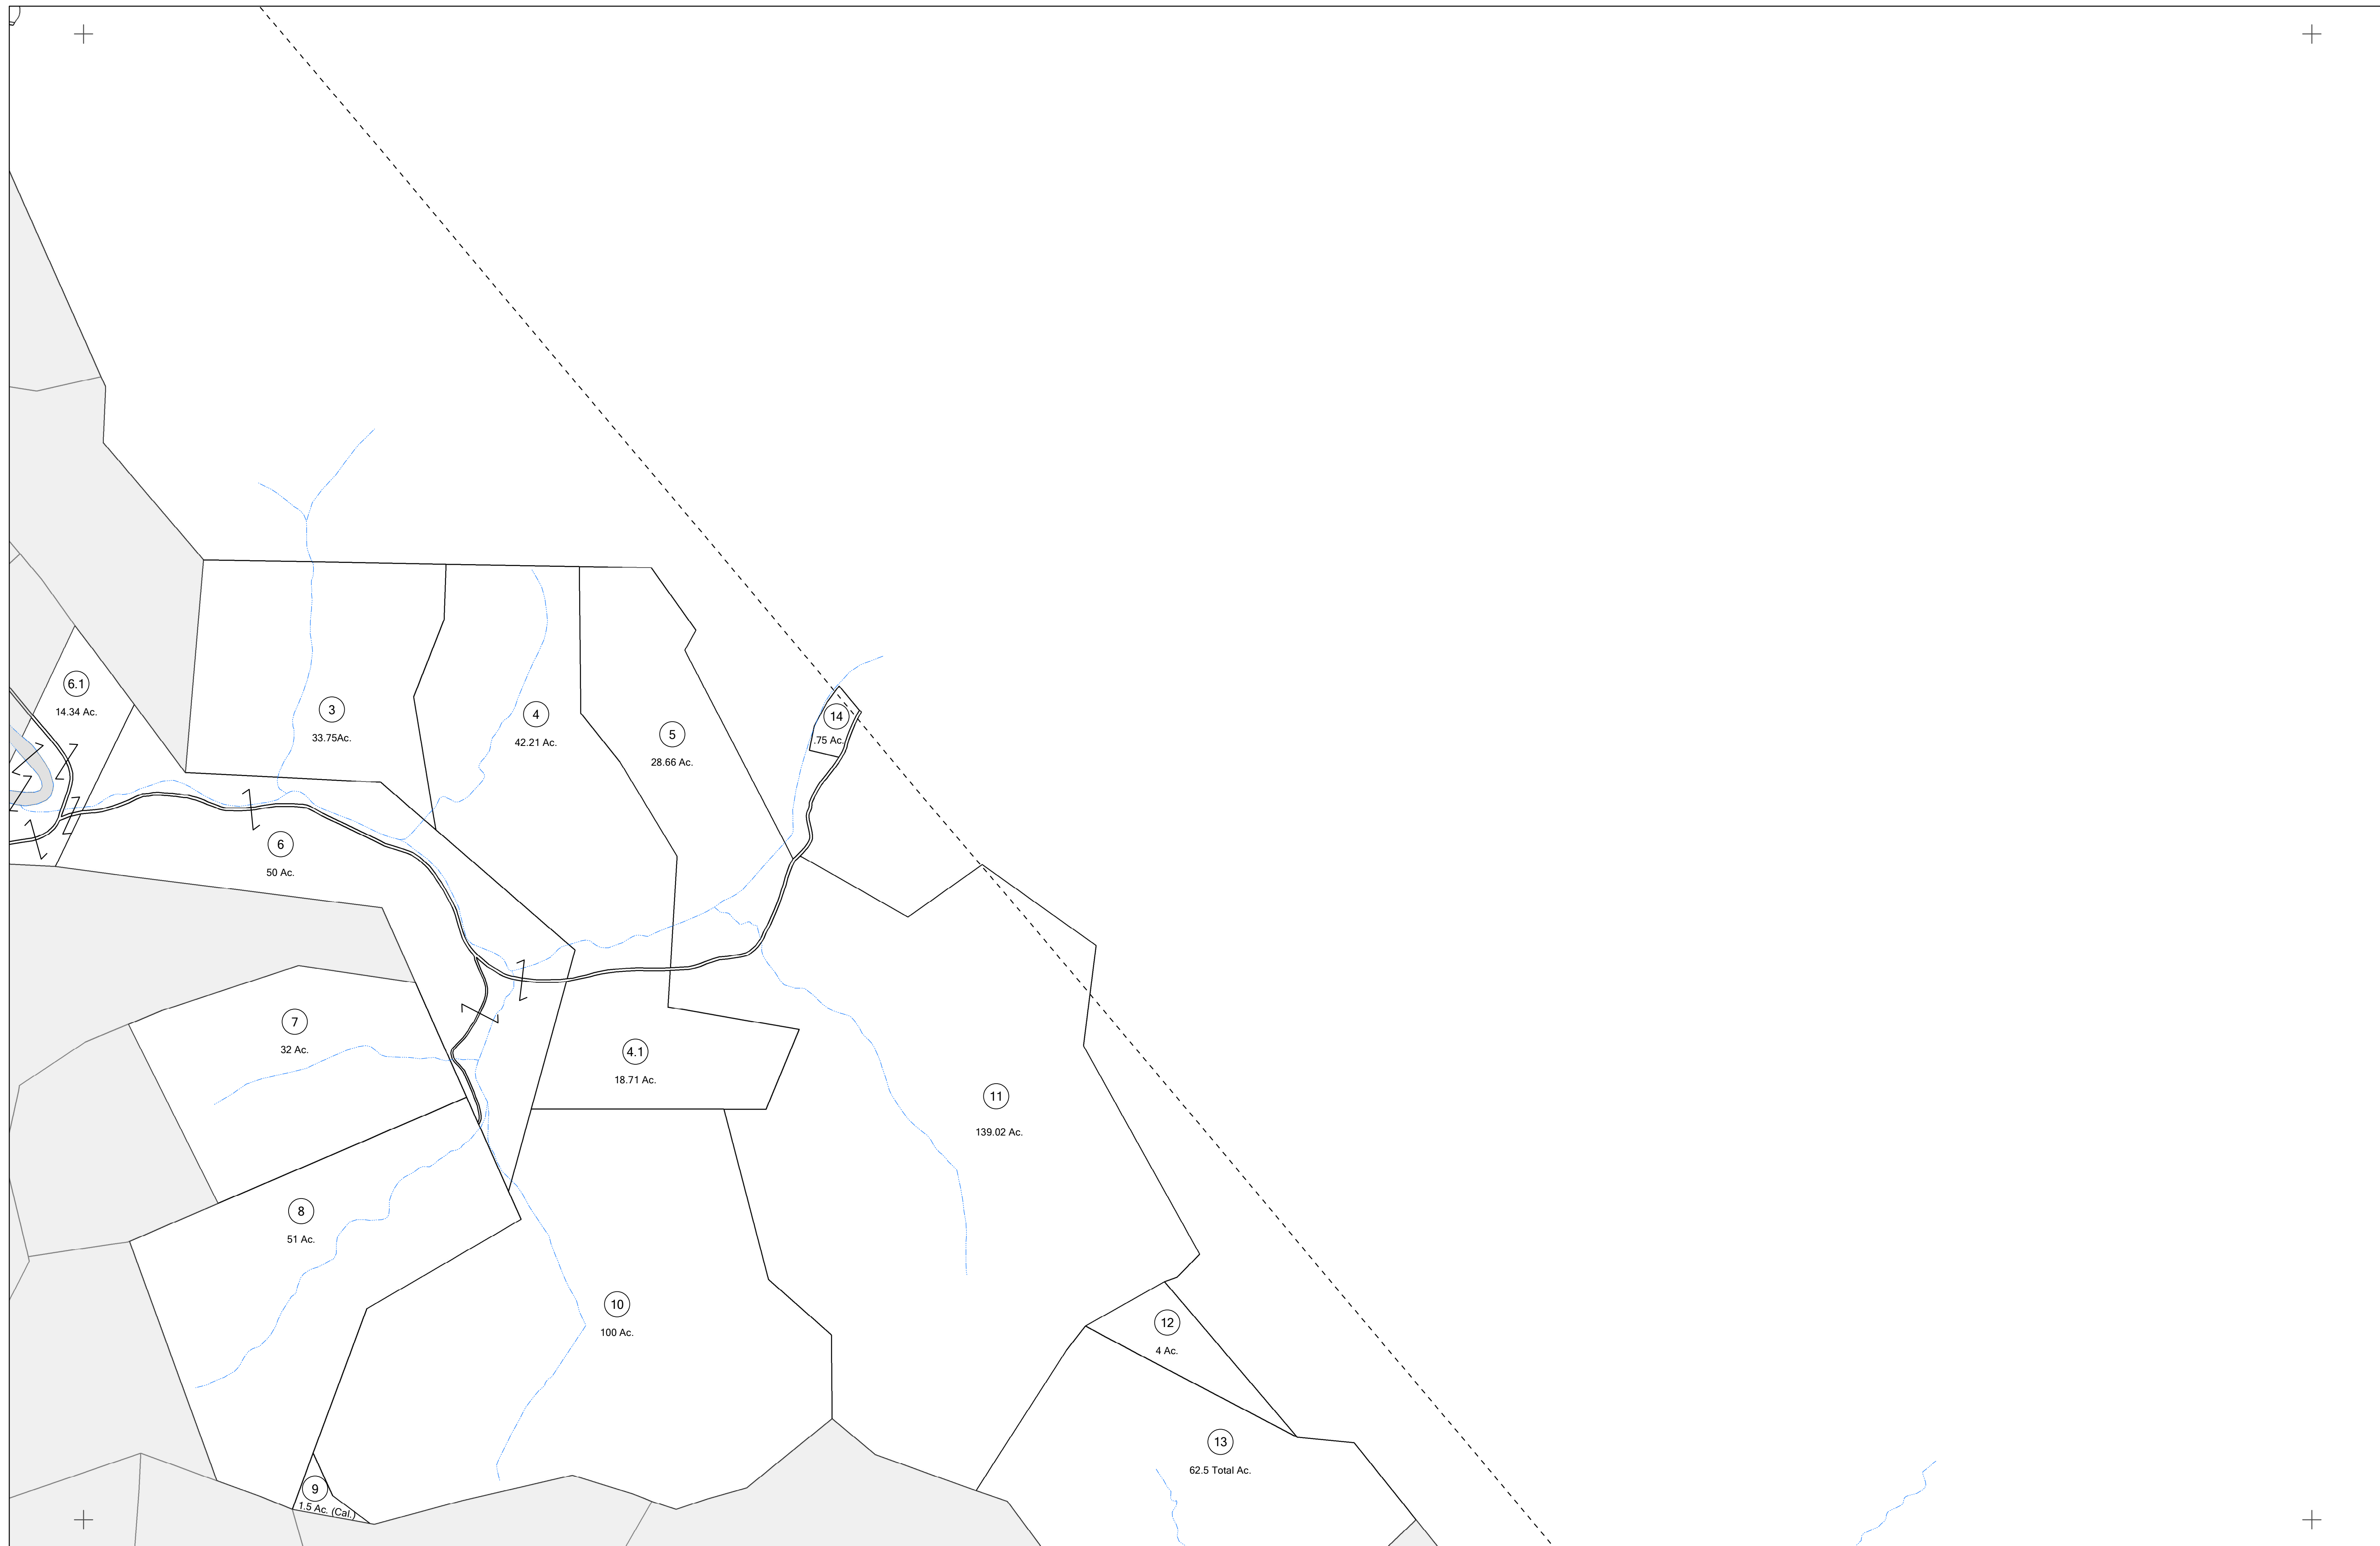 6.1
14.34 Ac.
3
33.75Ac.
4
42.21 Ac.
5
28.66 Ac.
14
.75 Ac.
6
50 Ac.
7
32 Ac.
4.1
18.71 Ac.
11
139.02 Ac.
8
51 Ac.
10
100 Ac.
12
4 Ac.
13
62.5 Total Ac.
9
1.5 Ac. (Cal.)